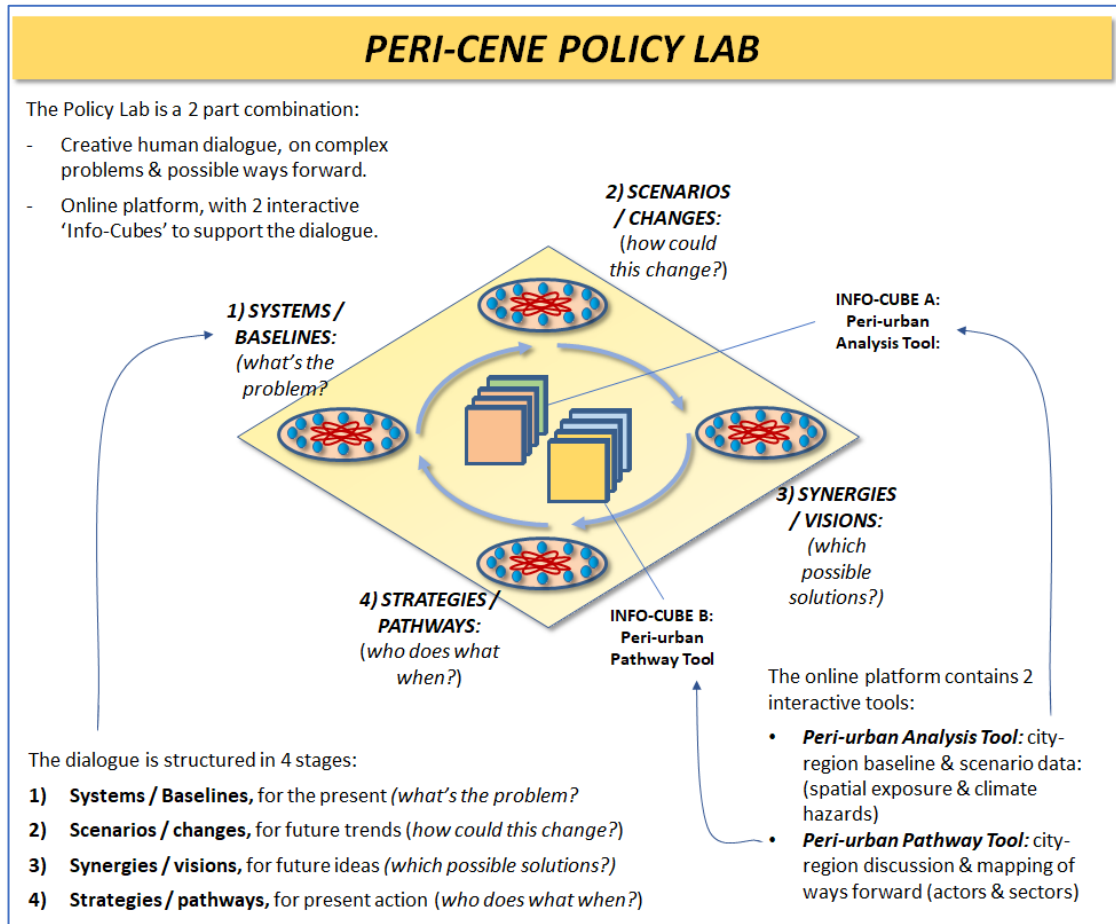 PERI-CENE POLICY LAB
The Policy Lab is a 2 part combination:
- Creative human dialogue, on complex
problems & possible ways forward.
- Online platform, with 2 interactive
‘Info-Cubes’ to support the dialogue.
2) SCENARIOS
/ CHANGES:
(how could
this change?)
1) SYSTEMS /
BASELINES:
(what’s the
problem?
INFO-CUBE A:
Peri-urban
Analysis Tool:
3) SYNERGIES
/ VISIONS:
(which
possible
solutions?)
4) STRATEGIES /
PATHWAYS:
(who does what
when?)
INFO-CUBE B:
Peri-urban
Pathway Tool
The online platform contains 2
interactive tools:
• Peri-urban Analysis Tool: city-
region baseline & scenario data:
(spatial exposure & climate
hazards)
• Peri-urban Pathway Tool: city-
region discussion & mapping of
ways forward (actors & sectors)
The dialogue is structured in 4 stages:
1) Systems / Baselines, for the present (what’s the problem?
2) Scenarios / changes, for future trends (how could this change?)
3) Synergies / visions, for future ideas (which possible solutions?)
4) Strategies / pathways, for present action (who does what when?)